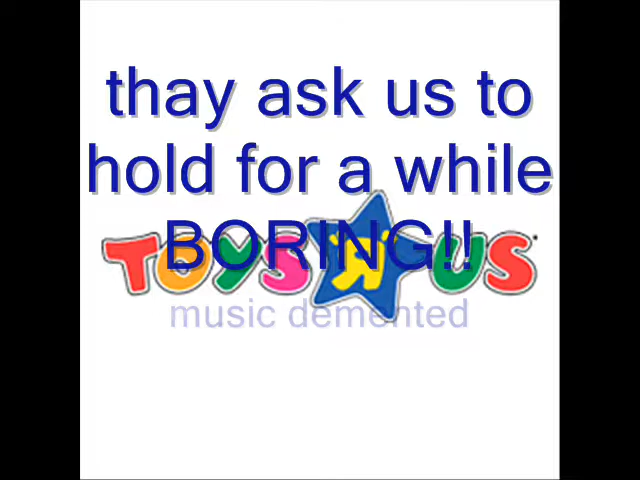 thay ask us to
hold for a while
BORING!!
TOYS R US
music demented